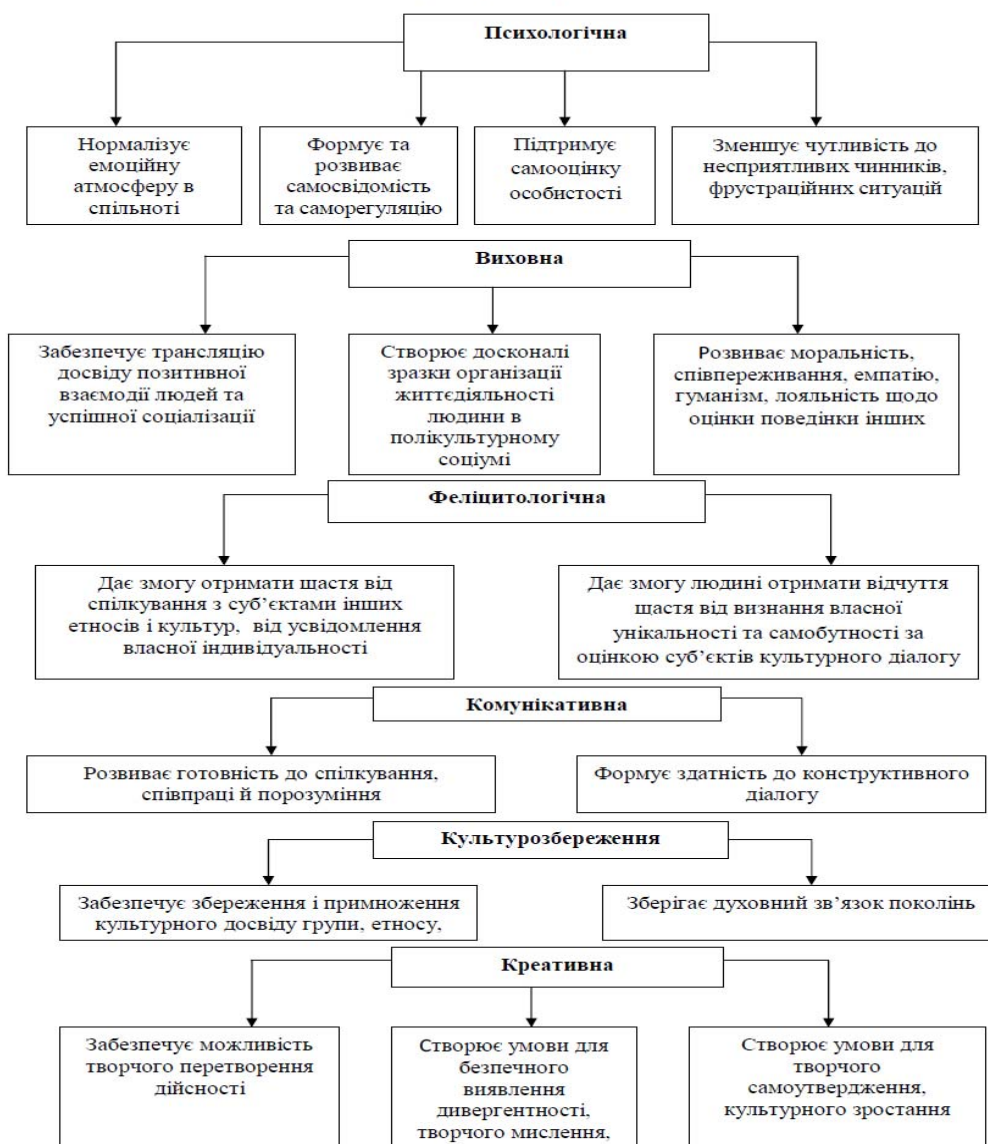 Психологічна
Нормалізує
емоційну
атмосферу в
спільноті
Формує та
розвиває
самосвідомість
та саморегуляцію
Підтримує
самооцінку
особистості
Зменшує чутливість до
несприятливих чинників,
фрустраційних ситуацій
Виховна
Забезпечує трансляцію
досвіду позитивної
взаємодії людей та
успішної соціалізації
Створює досконалі
зразки організації
життєдіяльності
людини в
полікультурному
соціумі
Розвиває моральність,
співпереживання, емпатію,
гуманізм, лояльність щодо
оцінки поведінки інших
Феліцитологічна
Дає змогу отримати щастя від
спілкування з суб’єктами інших
етносів і культур, від усвідомлення
власної індивідуальності
Дає змогу людині отримати відчуття
щастя від визнання власної
унікальності та самобутності за
оцінкою суб’єктів культурного діалогу
Комунікативна
Розвиває готовність до спілкування,
співпраці й порозуміння
Формує здатність до конструктивного
діалогу
Культурозбереження
Забезпечує збереження і примноження
культурного досвіду групи, етносу,
Зберігає духовний зв’язок поколінь
Креативна
Забезпечує можливість
творчого перетворення
дійсності
Створює умови для
безпечного
виявлення
дивергентності,
творчого мислення,
Створює умови для
творчого
самоутвердження,
культурного зростання